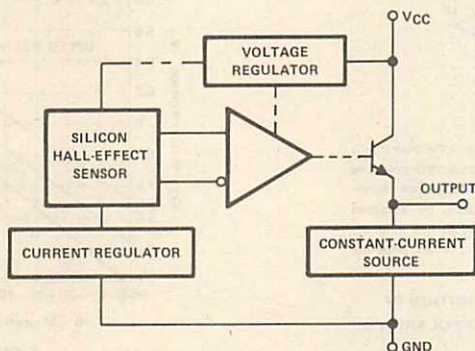 VCC
VOLTAGE
REGULATOR
SILICON
HALL-EFFECT
SENSOR
OUTPUT
CURRENT REGULATOR
CONSTANT-CURRENT
SOURCE
GND